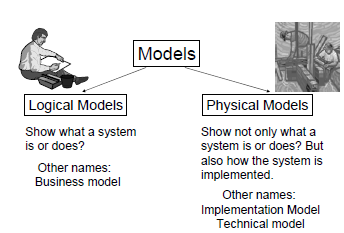 Models
Logical Models
Show what a system
is or does?
Other names:
Business model
Physical Models
Show not only what a
system is or does? But
also how the system is
implemented.
Other names:
Implementation Model
Technical model